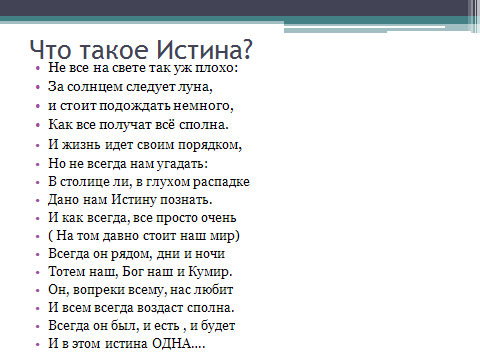 Что такое Истина?
• Не все на свете так уж плохо:
• За солнцем следует луна,
• и стоит подождать немного,
• Как все получат всё сполна.
• И жизнь идет своим порядком,
• Но не всегда нам угадать:
• В столице ли, в глухом распадке
• Дано нам Истину познать.
• И как всегда, все просто очень
• ( На том давно стоит наш мир)
• Всегда он рядом, дни и ночи
• Тотем наш, Бог наш и Кумир.
• Он, вопреки всему, нас любит
• И всем всегда воздаст сполна.
• Всегда он был, и есть , и будет
• И в этом истина ОДНА....